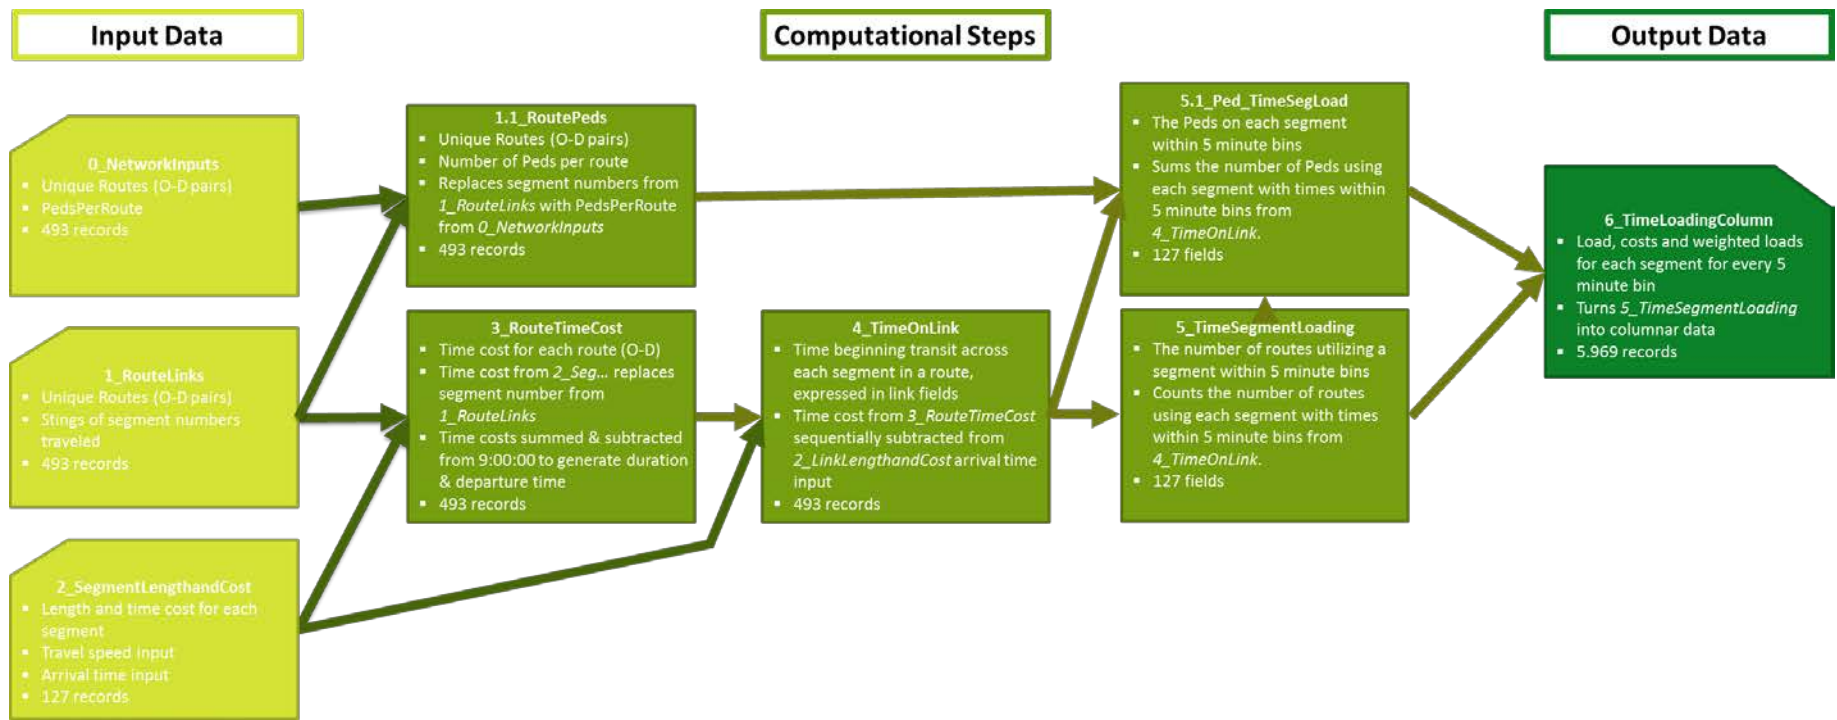 Input Data
Computational Steps
Output Data
0_NetworkInputs
▪ Unique Routes (O-D pairs)
▪ PedsPerRoute
▪ 493 records
1_RouteLinks
▪ Unique Routes (O-D pairs)
▪ Stings of segment numbers
traveled
▪ 493 records
2_SegmentLengthandCost
▪ Length and time cost for each
segment
▪ Travel speed input
▪ Arrival time input
▪ 127 records
1.1_RoutePeds
▪ Unique Routes (O-D pairs)
▪ Number of Peds per route
▪ Replaces segment numbers from
1_RouteLinks with PedsPerRoute
from 0_NetworkInputs
▪ 493 records
3_RouteTimeCost
▪ Time cost for each route (O-D)
▪ Time cost from 2_Seg... replaces
segment number from
1_RouteLinks
▪ Time costs summed & subtracted
from 9:00:00 to generate duration
& departure time
▪ 493 records
4_TimeOnLink
▪ Time beginning transit across
each segment in a route,
expressed in link fields
▪ Time cost from 3_RouteTimeCost
sequentially subtracted from
2_LinkLengthandCost arrival time
input
▪ 493 records
5.1_Ped_TimeSegLoad
▪ The Peds on each segment
within 5 minute bins
▪ Sums the number of Peds using
each segment with times within
5 minute bins from
4_TimeOnLink.
▪ 127 fields
5_TimeSegmentLoading
▪ The number of routes utilizing a
segment within 5 minute bins
▪ Counts the number of routes
using each segment with times
within 5 minute bins from
4_TimeOnLink.
▪ 127 fields
6_TimeLoadingColumn
▪ Load, costs and weighted loads
for each segment for every 5
minute bin
▪ Turns 5_TimeSegmentLoading
into columnar data
▪ 5.969 records